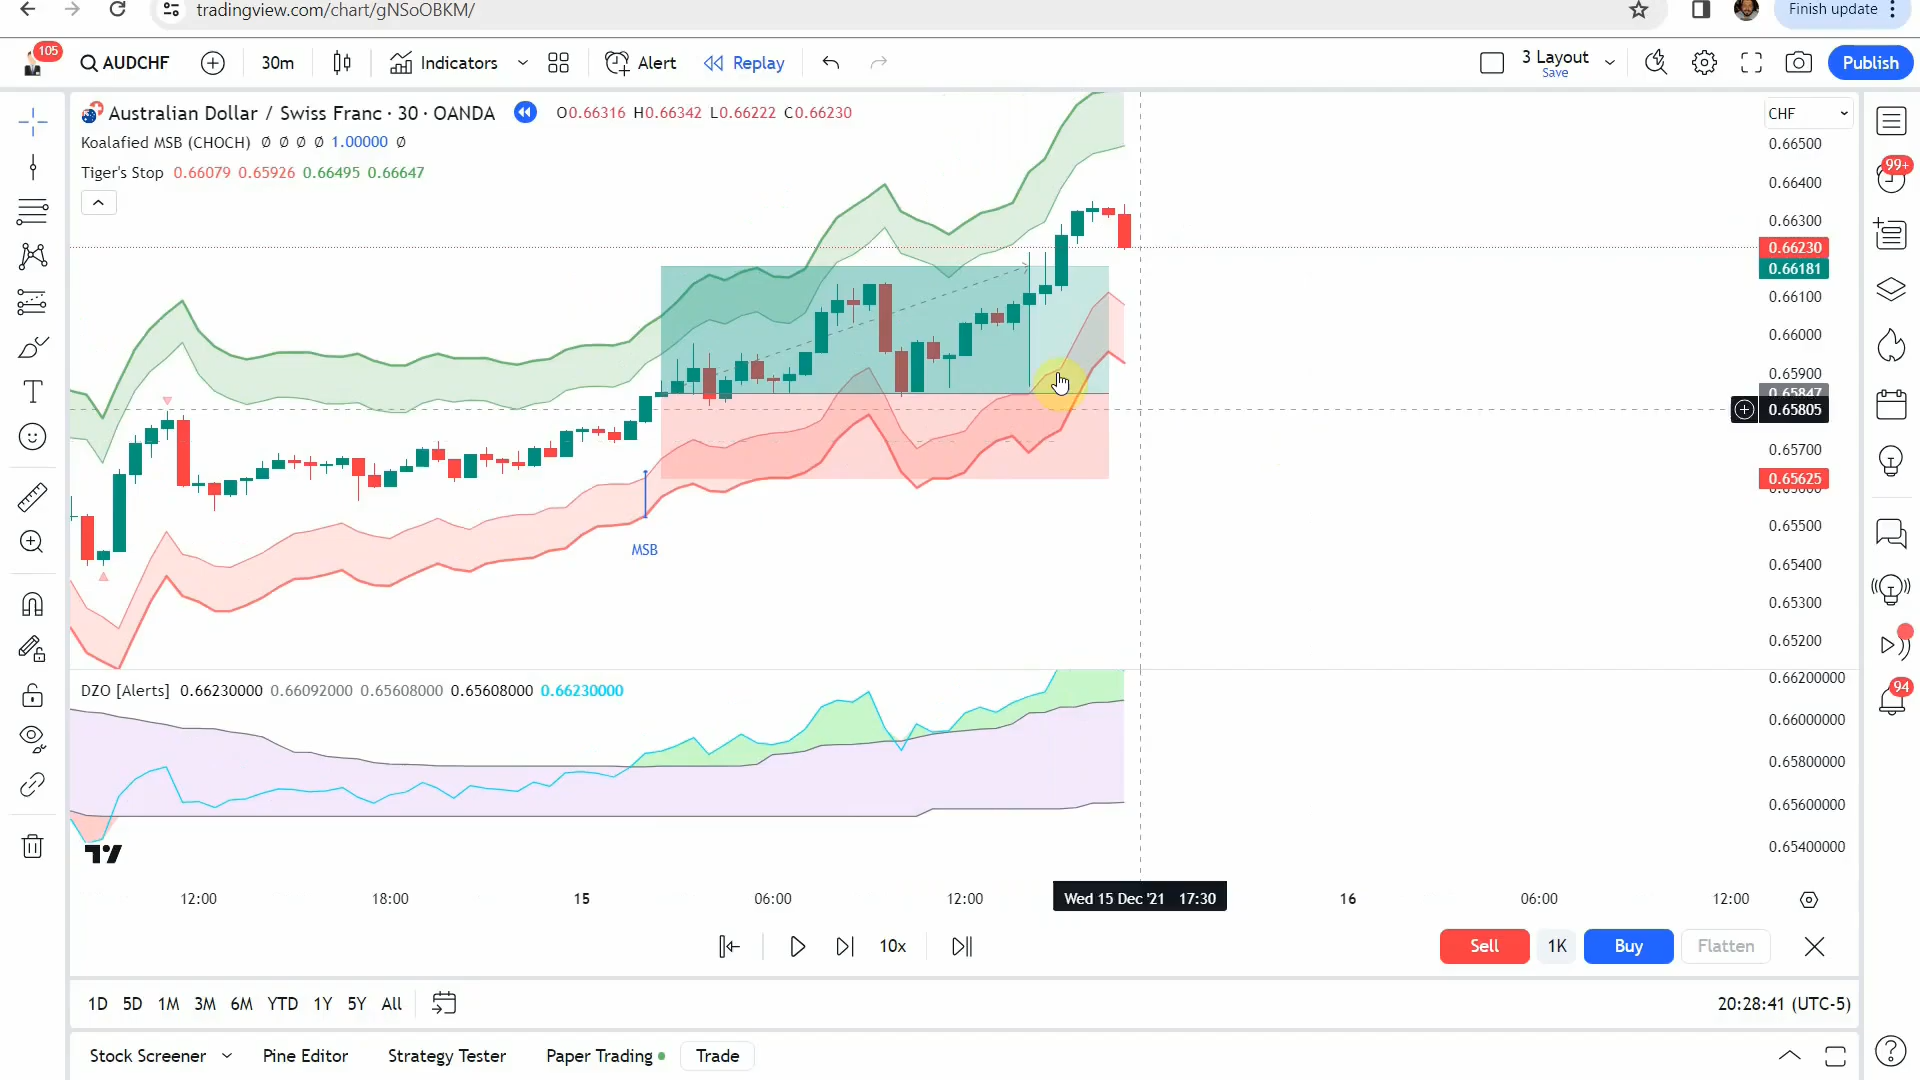 tradingview.com/chart/gNSoOBKM/
Finish update
105
AUDCHF
30m
Indicators
Alert
Replay
3 Layout
Save
Publish
Australian Dollar / Swiss Franc · 30 · OANDA
O0.66316 H0.66342 L0.66222 C0.66230
Koalafied MSB (CHOCH) Ø Ø Ø Ø 1.00000 Ø
Tiger's Stop 0.66079 0.65926 0.66495 0.66647
CHF
0.66500
0.66400
0.66300
0.66230
0.66181
0.66100
0.66000
0.65900
0.65847
0.65805
0.65700
0.65625
0.65500
0.65400
0.65300
0.65200
99+
94
MSB
DZO [Alerts] 0.66230000 0.66092000 0.65608000 0.65608000 0.66230000
0.66200000
0.66000000
0.65800000
0.65600000
0.65400000
12:00
18:00
15
06:00
12:00
Wed 15 Dec '21 17:30
16
06:00
12:00
10x
Sell
1K
Buy
Flatten
1D 5D 1M 3M 6M YTD 1Y 5Y All
20:28:41 (UTC-5)
Stock Screener
Pine Editor
Strategy Tester
Paper Trading
Trade